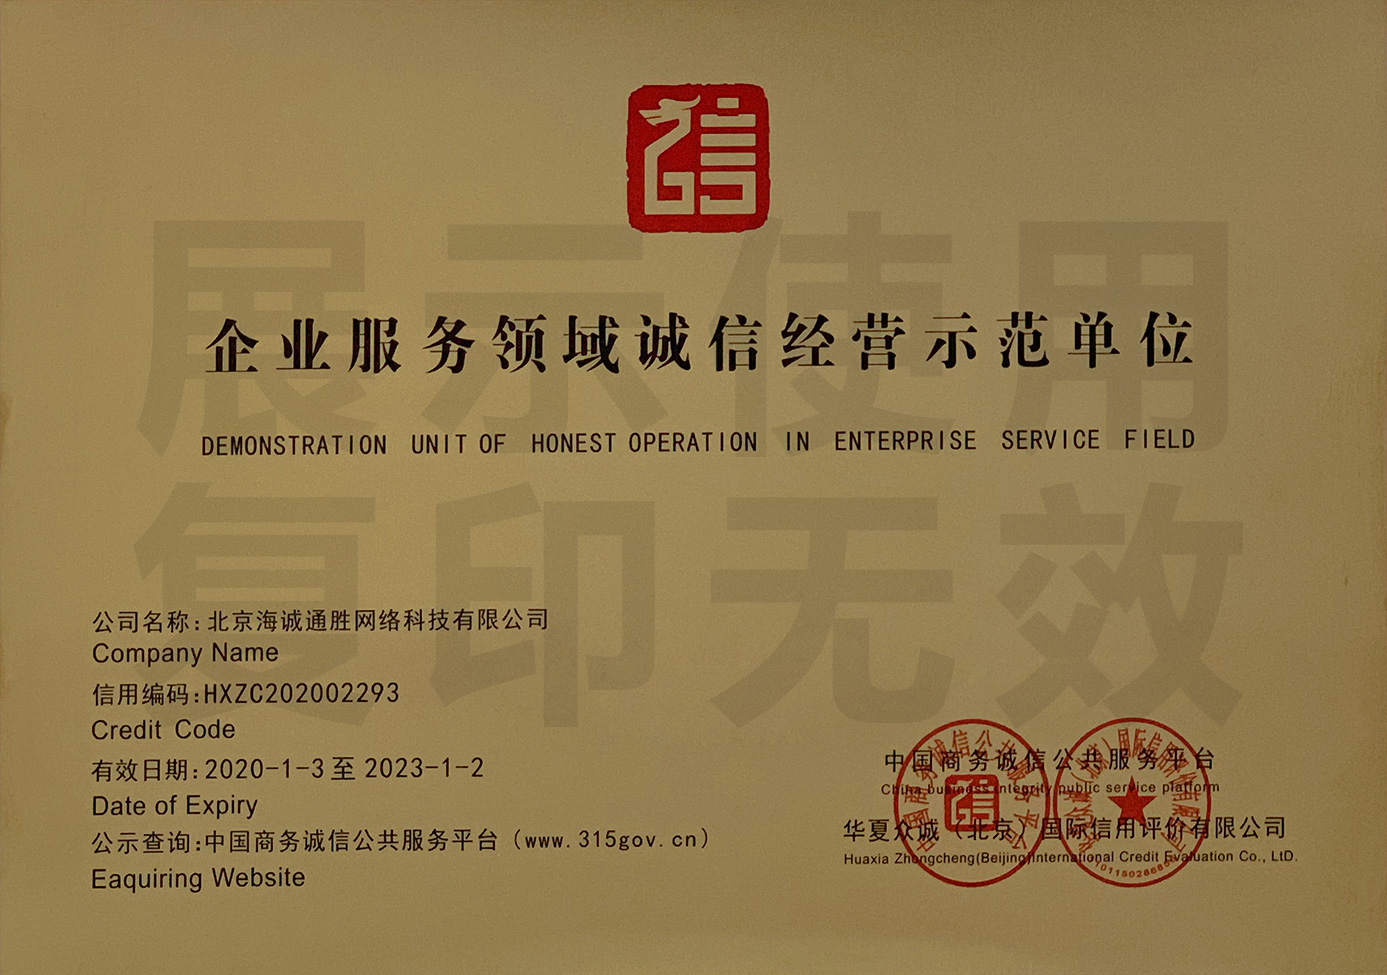 信
展示使用
企业服务领域诚信经营示范单位
DEMONSTRATION UNIT OF HONEST OPERATION IN ENTERPRISE SERVICE FIELD
复印无效
公司名称:北京海诚通胜网络科技有限公司
Company Name
信用编码:HXZC202002293
Credit Code
有效日期:2020-1-3至2023-1-2
Date of Expiry
公示查询:中国商务诚信公共服务平台（www.315gov.cn）
Eaquiring Website
中国商务诚信公共服务平台
China business integrity public service platform
华夏众诚（北京）国际信用评价有限公司
Huaxia Zhongcheng(Beijing)International Credit Evaluation Co., LtD.